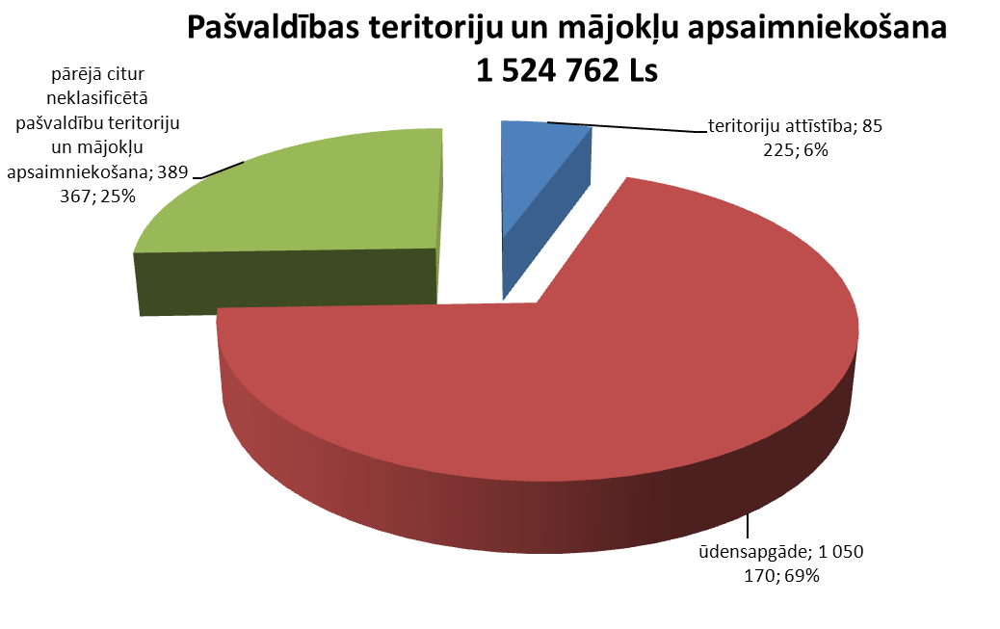 Pašvaldības teritoriju un mājokļu apsaimniekošana
1 524 762 Ls
pārējā citur
neklasificētā
pašvaldību teritoriju
un mājokļu
apsaimniekošana; 389
367; 25%
teritoriju attīstība; 85
225; 6%
ūdensapgāde; 1 050
170; 69%